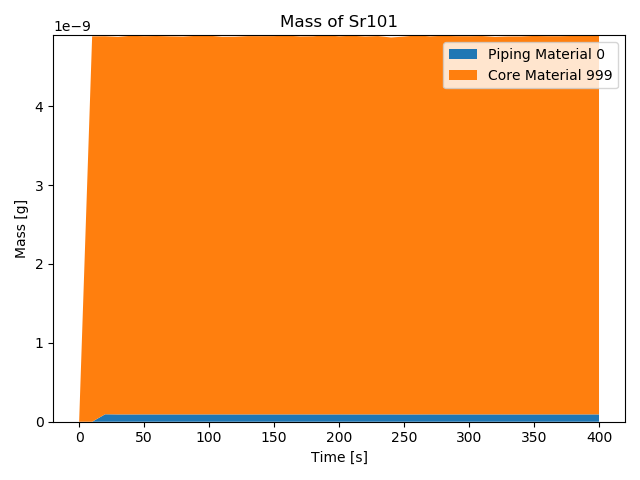 Mass of Sr101
1e−9
Piping Material 0
Core Material 999
4
3
2
1
0
Mass [g]
0 50 100 150 200 250 300 350 400
Time [s]